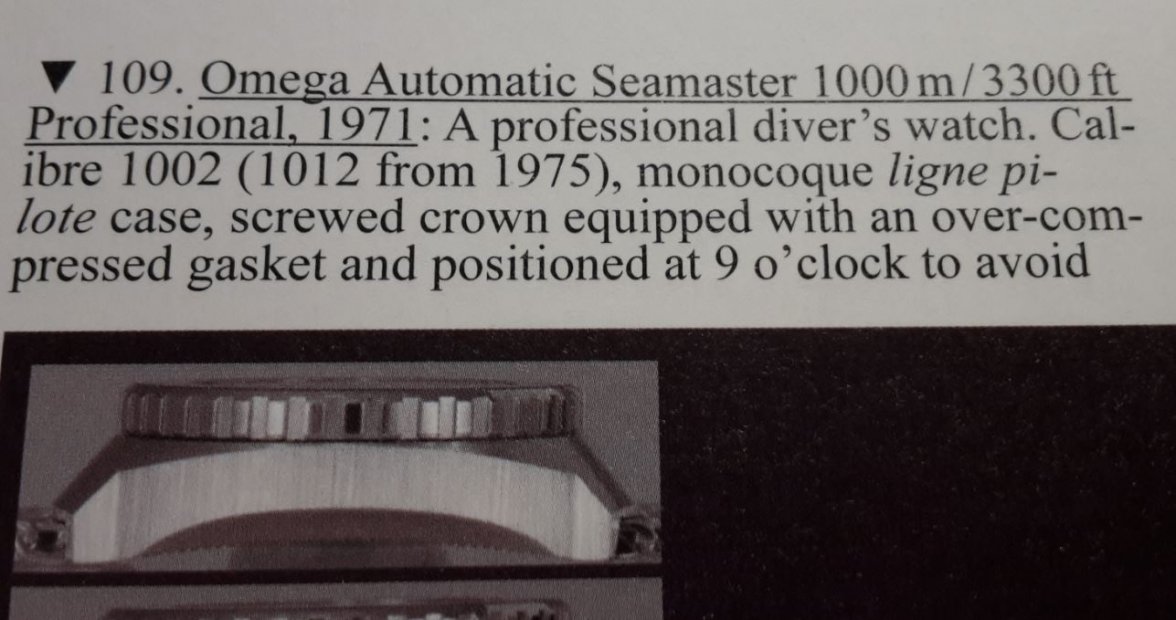 ▼ 109. Omega Automatic Seamaster 1000 m / 3300 ft
Professional, 1971: A professional diver's watch. Cal-
ibre 1002 (1012 from 1975), monocoque ligne pi-
lote case, screwed crown equipped with an over-com-
pressed gasket and positioned at 9 o'clock to avoid